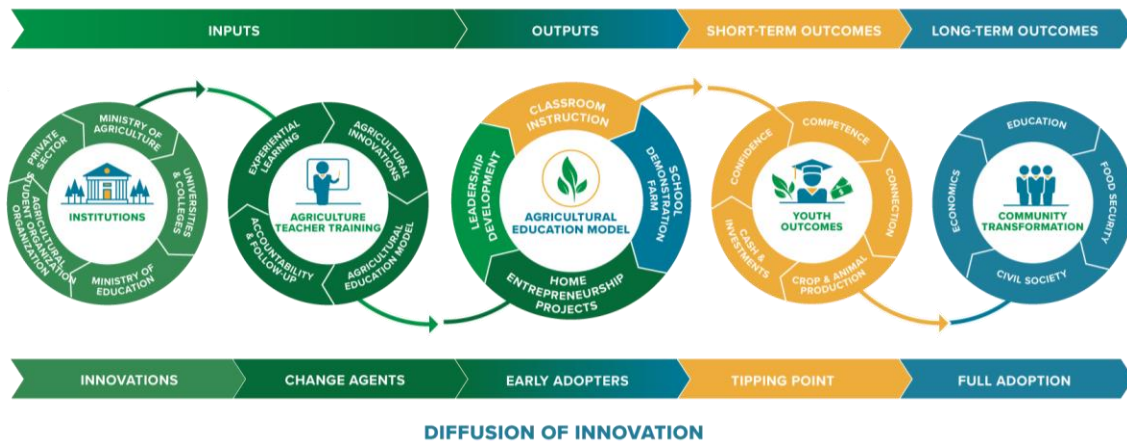 INPUTS
OUTPUTS
SHORT-TERM OUTCOMES
LONG-TERM OUTCOMES
PRIVATE
SECTOR
MINISTRY OF
AGRICULTURE
UNIVERSITIES
& COLLEGES
MINISTRY OF
EDUCATION
AGRICULTURAL
STUDENT ORGANIZATION
ORGANIZATION
INSTITUTIONS
EXPERIENTIAL
LEARNING
AGRICULTURAL
INNOVATIONS
AGRICULTURAL
EDUCATION MODEL
ACCOUNTABILITY
& FOLLOW-UP
AGRICULTURE
TEACHER TRAINING
CLASSROOM
INSTRUCTION
SCHOOL
DEMONSTRATION
FARM
HOME
ENTREPRENEURSHIP
PROJECTS
LEADERSHIP
DEVELOPMENT
AGRICULTURAL
EDUCATION MODEL
CONFIDENCE
COMPETENCE
CONNECTION
CROP & ANIMAL
PRODUCTION
CASH &
INVESTMENTS
YOUTH
OUTCOMES
EDUCATION
FOOD SECURITY
CIVIL SOCIETY
ECONOMICS
COMMUNITY
TRANSFORMATION
INNOVATIONS
CHANGE AGENTS
EARLY ADOPTERS
TIPPING POINT
FULL ADOPTION
DIFFUSION OF INNOVATION